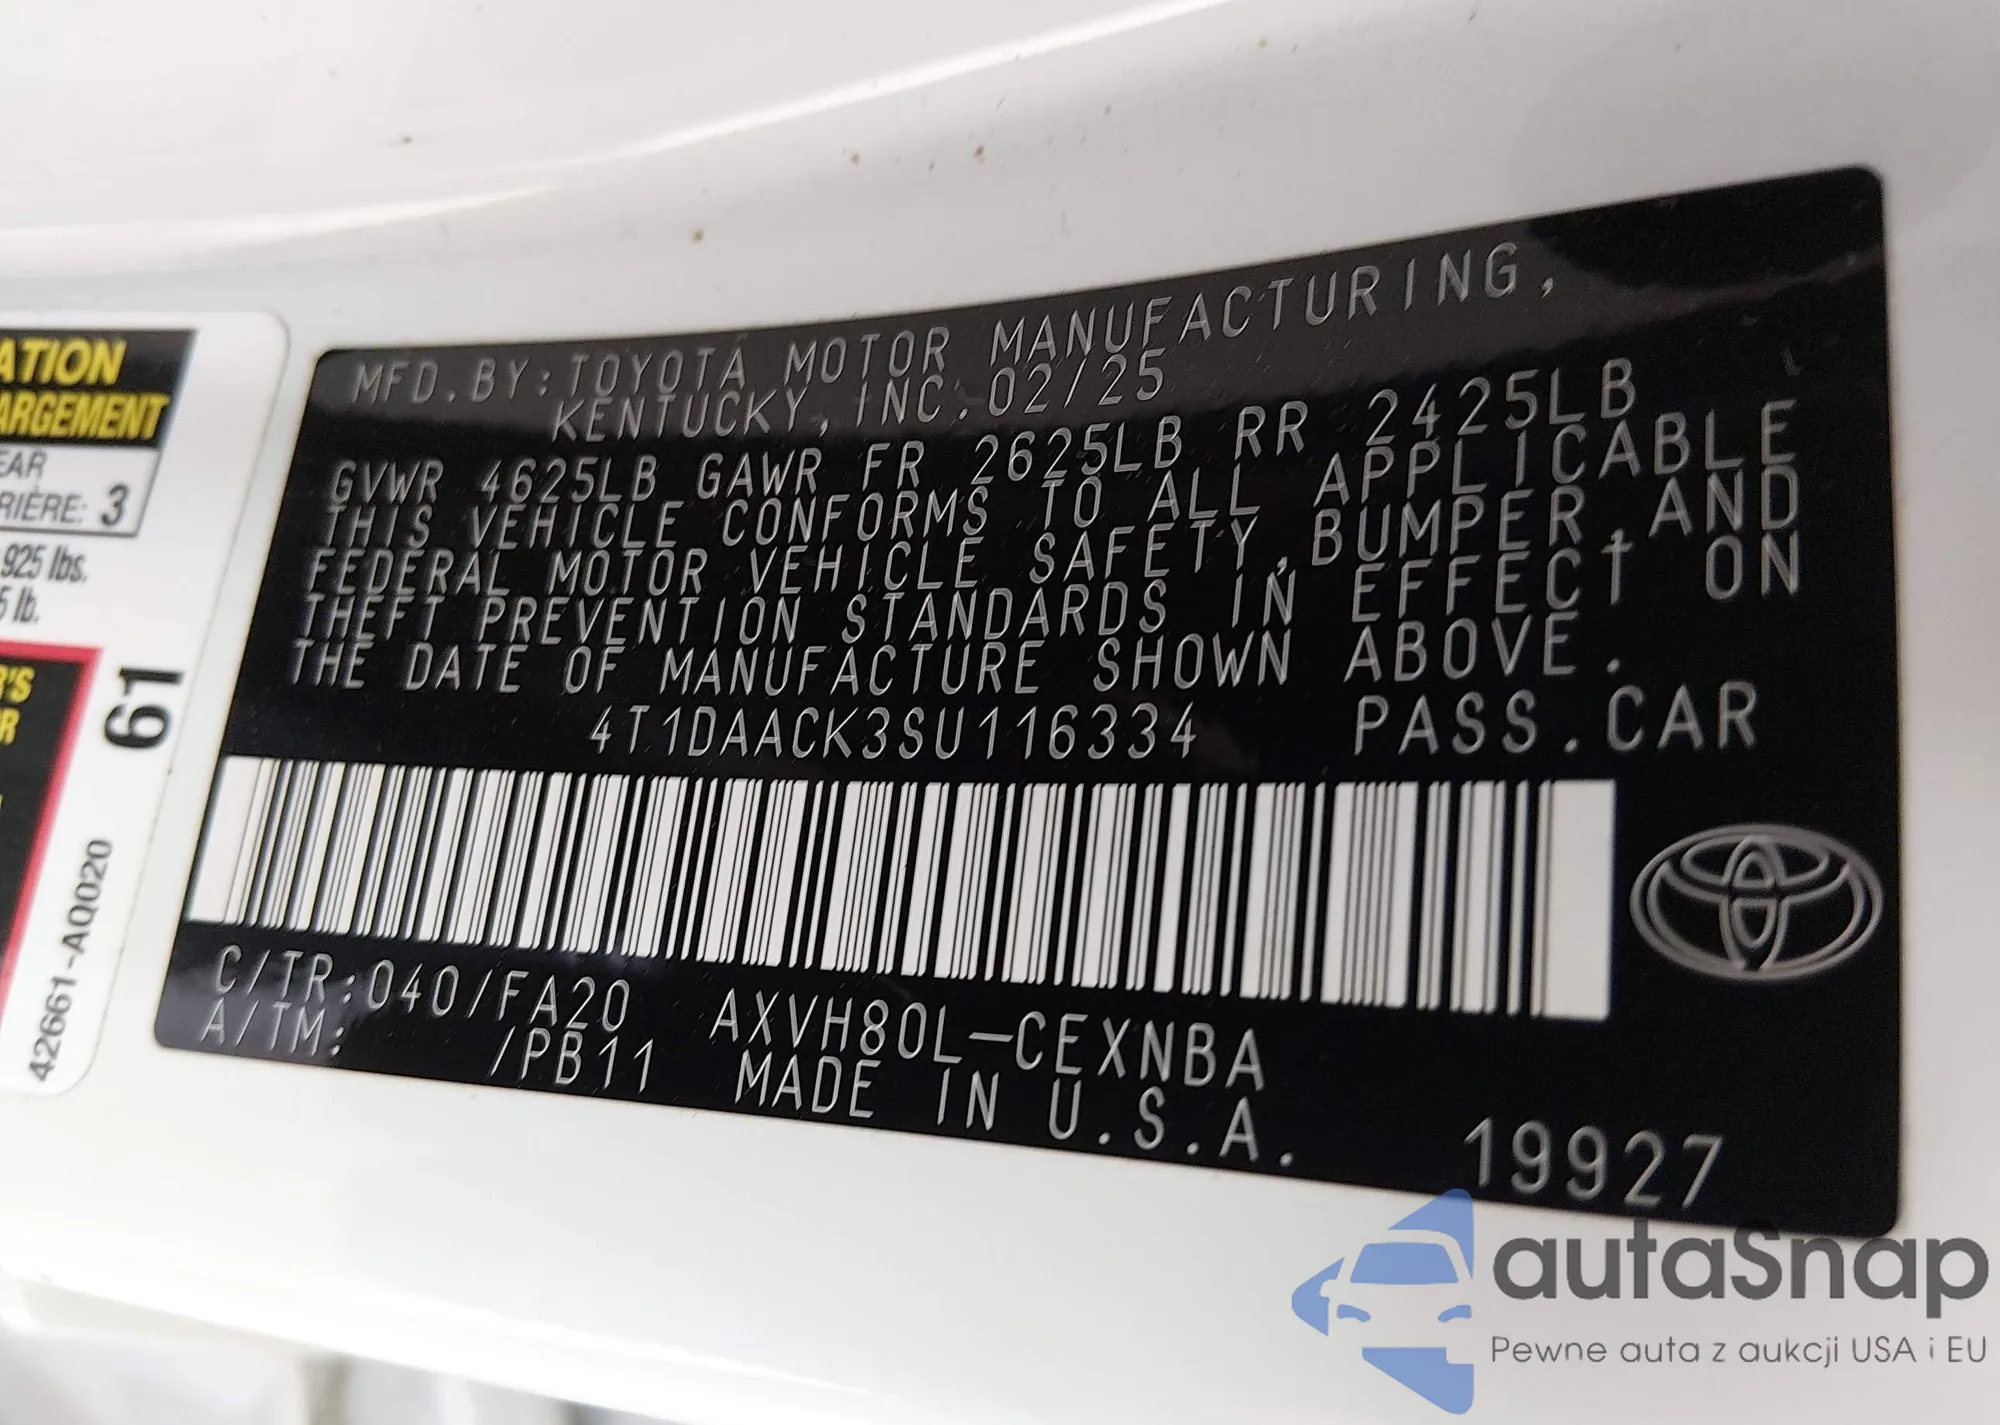 ATION
ARGEMENT
EAR
RIÈRE: 3
925 lbs.
5 lb.
'S
R
61
42661-AQ020
MFD.BY:TOYOTA MOTOR MANUFACTURING,
KENTUCKY, INC. 02/25
GVWR 4625LB GAWR FR 2625LB RR 2425LB
THIS VEHICLE CONFORMS TO ALL APPLICABLE
FEDERAL MOTOR VEHICLE SAFETY,BUMPER,AND
THEFT PREVENTION STANDARDS IN EFFECT ON
THE DATE OF MANUFACTURE SHOWN ABOVE.
4T1DAACK3SU116334 PASS.CAR
C/TR:040/FA20 AXVH80L-CEXNBA
A/TM: /PB11 MADE IN U.S.A.
19927
autaSnap
Pewne auta z aukcji USA i EU